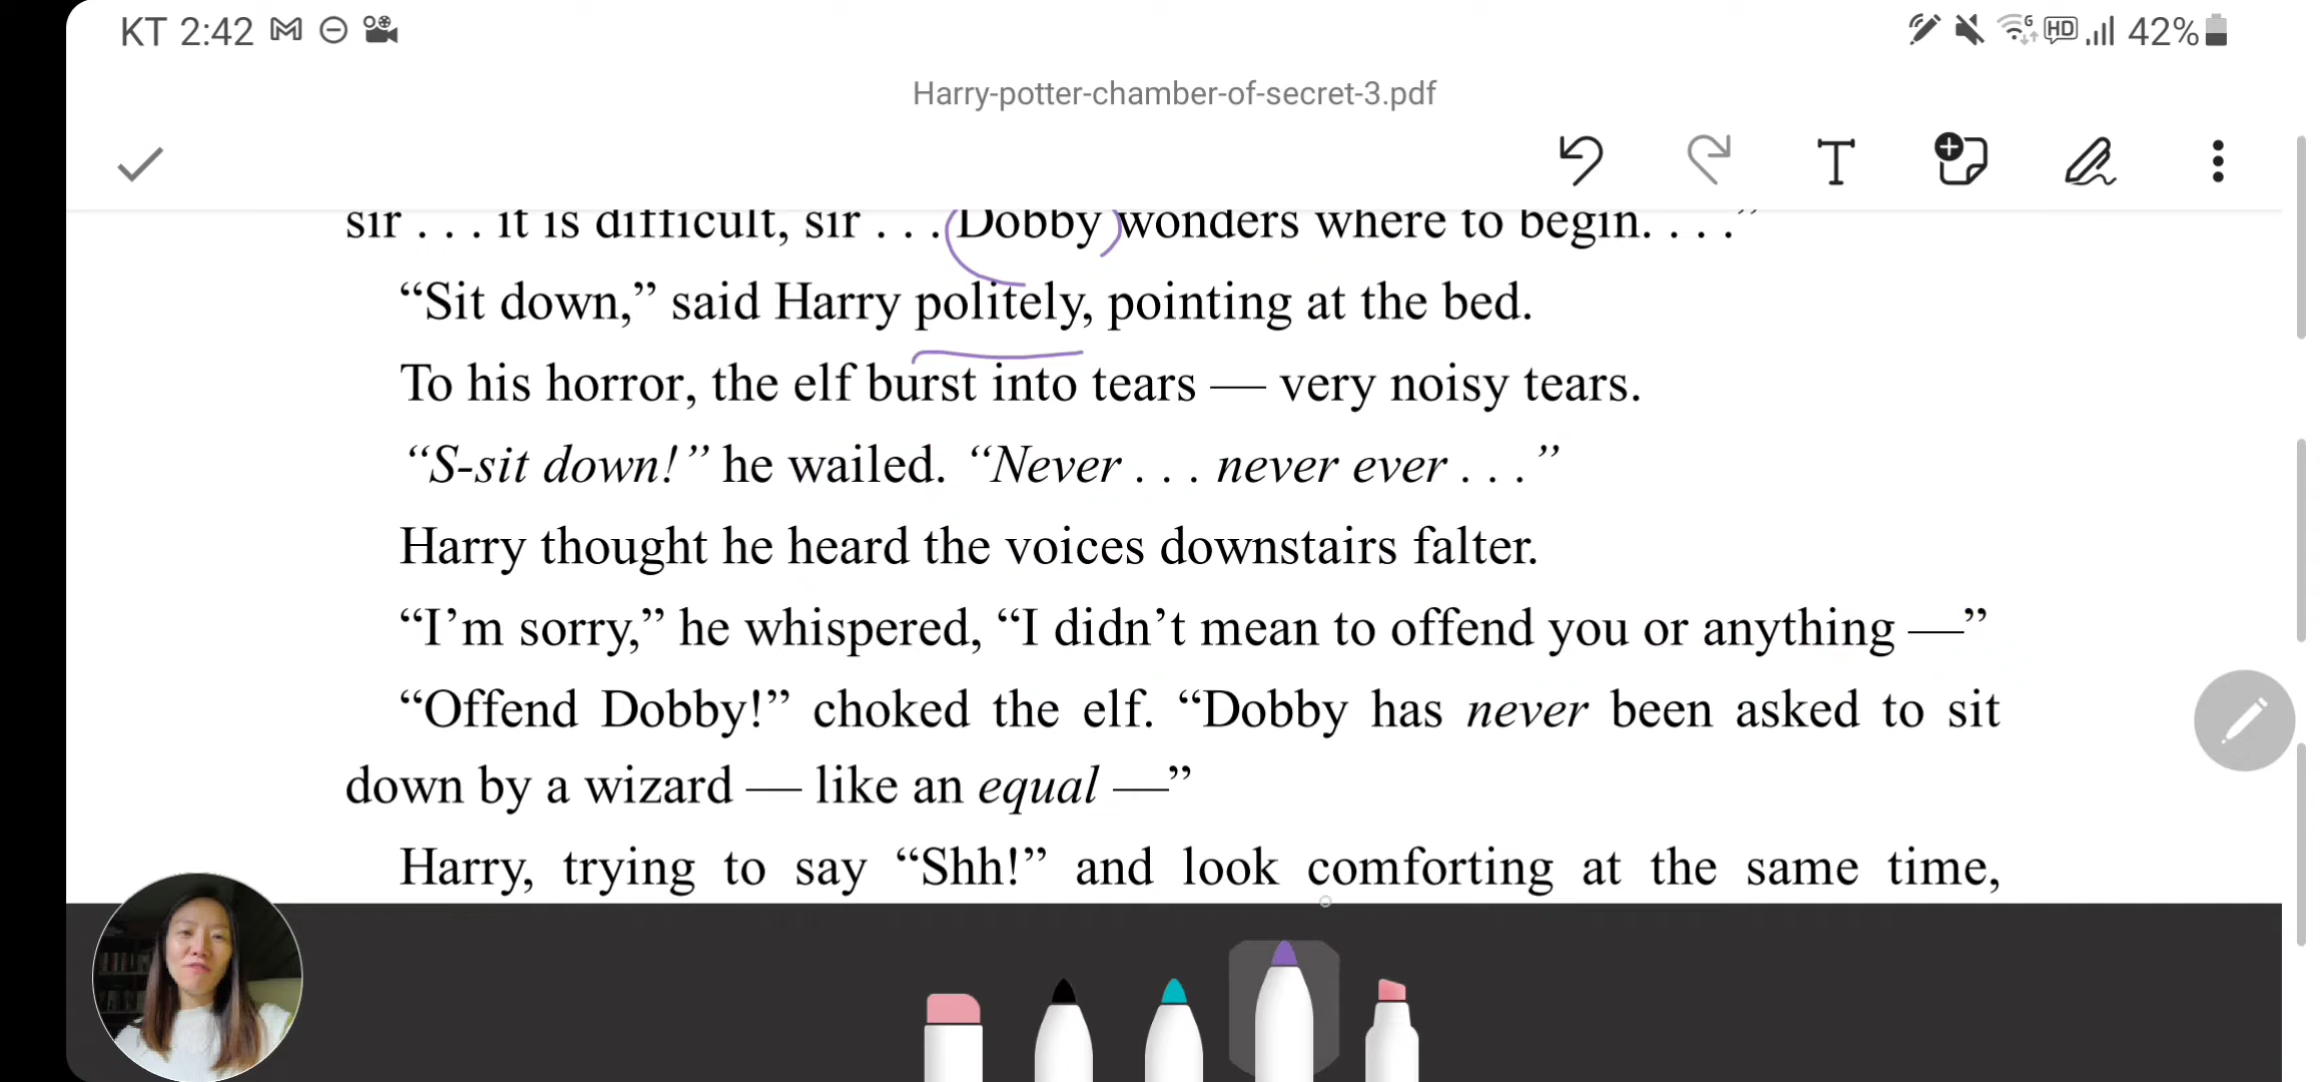 KT 2:42 42%
Harry-potter-chamber-of-secret-3.pdf
T
sir . . . it is difficult, sir . . . Dobby wonders where to begin. . . .”
“Sit down,” said Harry politely, pointing at the bed.
To his horror, the elf burst into tears — very noisy tears.
“S-sit down!” he wailed. “Never . . . never ever . . .”
Harry thought he heard the voices downstairs falter.
“I’m sorry,” he whispered, “I didn’t mean to offend you or anything —”
“Offend Dobby!” choked the elf. “Dobby has never been asked to sit
down by a wizard — like an equal —”
Harry, trying to say “Shh!” and look comforting at the same time,